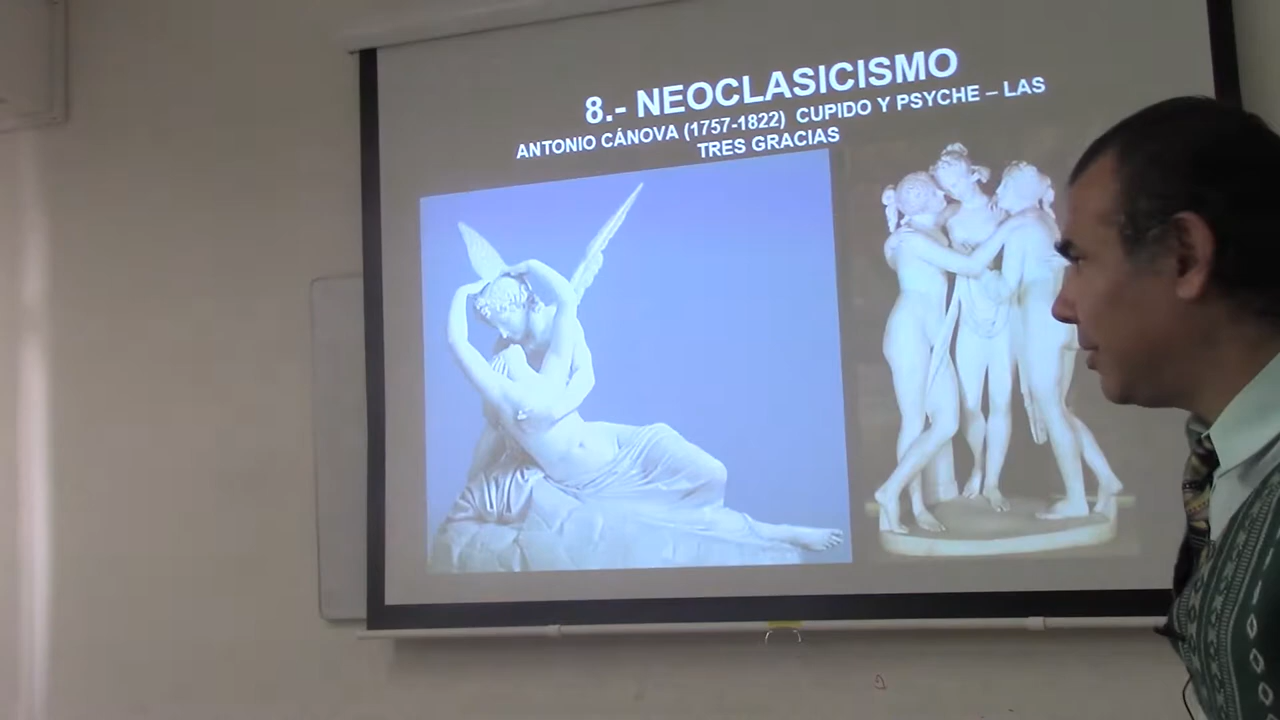 8.- NEOCLASICISMO
ANTONIO CÁNOVA (1757-1822) CUPIDO Y PSYCHE – LAS
TRES GRACIAS